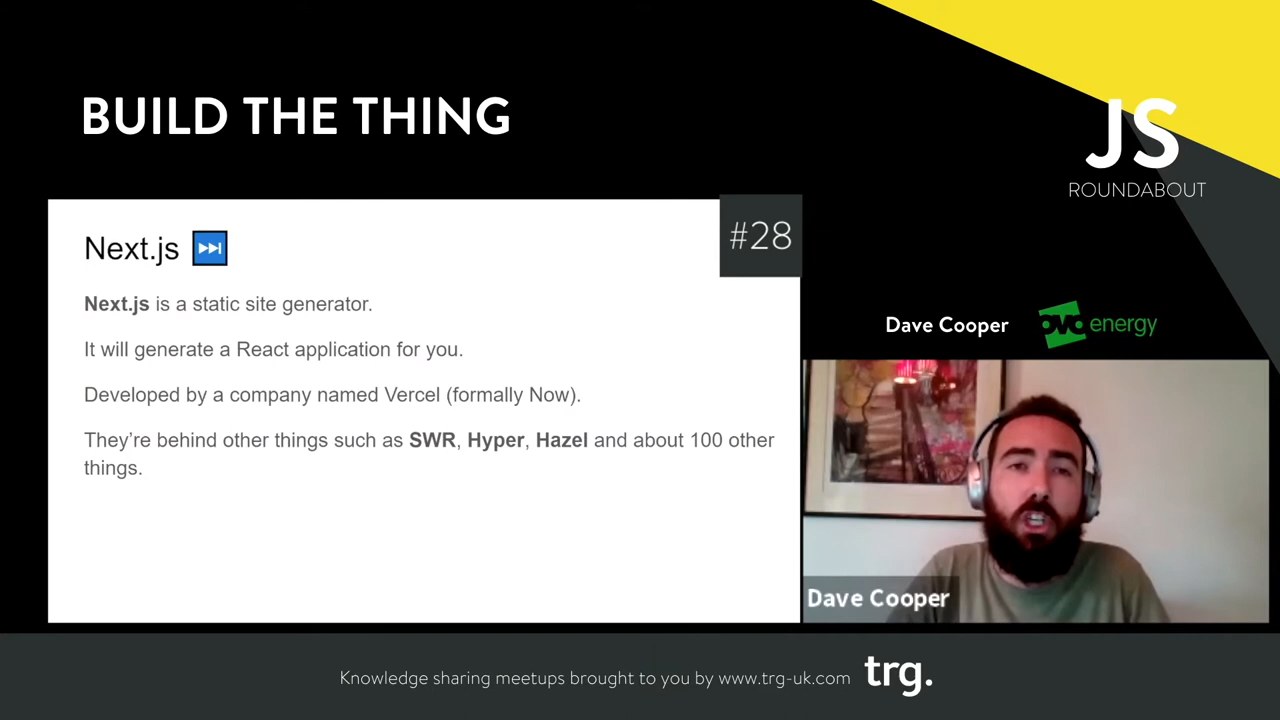 BUILD THE THING
JS
ROUNDABOUT
#28
Next.js ⏭
Next.js is a static site generator.
It will generate a React application for you.
Developed by a company named Vercel (formally Now).
They’re behind other things such as SWR, Hyper, Hazel and about 100 other
things.
Dave Cooper
ovo energy
Dave Cooper
Knowledge sharing meetups brought to you by www.trg-uk.com
trg.